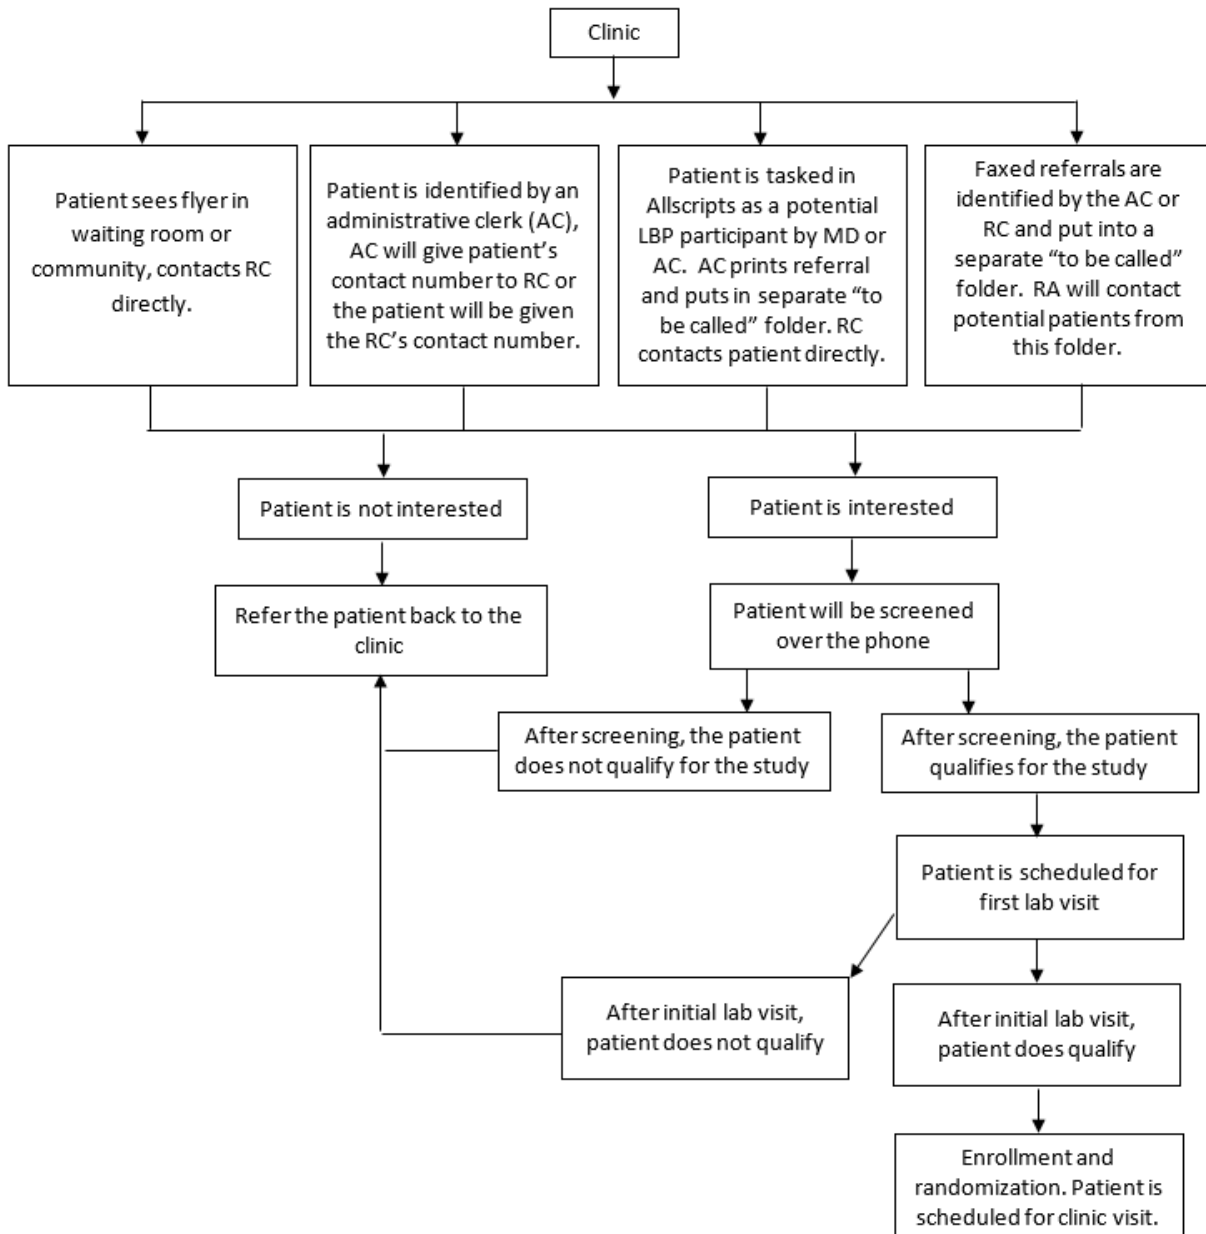 Clinic
Patient sees flyer in
waiting room or
community, contacts RC
directly.
Patient is identified by an
administrative clerk (AC),
AC will give patient’s
contact number to RC or
the patient will be given
the RC’s contact number.
Patient is tasked in
Allscripts as a potential
LBP participant by MD or
AC. AC prints referral
and puts in separate “to
be called” folder. RC
contacts patient directly.
Faxed referrals are
identified by the AC or
RC and put into a
separate “to be called”
folder. RA will contact
potential patients from
this folder.
Patient is not interested
Patient is interested
Refer the patient back to the
clinic
Patient will be screened
over the phone
After screening, the patient
does not qualify for the study
After screening, the patient
qualifies for the study
Patient is scheduled for
first lab visit
After initial lab visit,
patient does not qualify
After initial lab visit,
patient does qualify
Enrollment and
randomization. Patient is
scheduled for clinic visit.